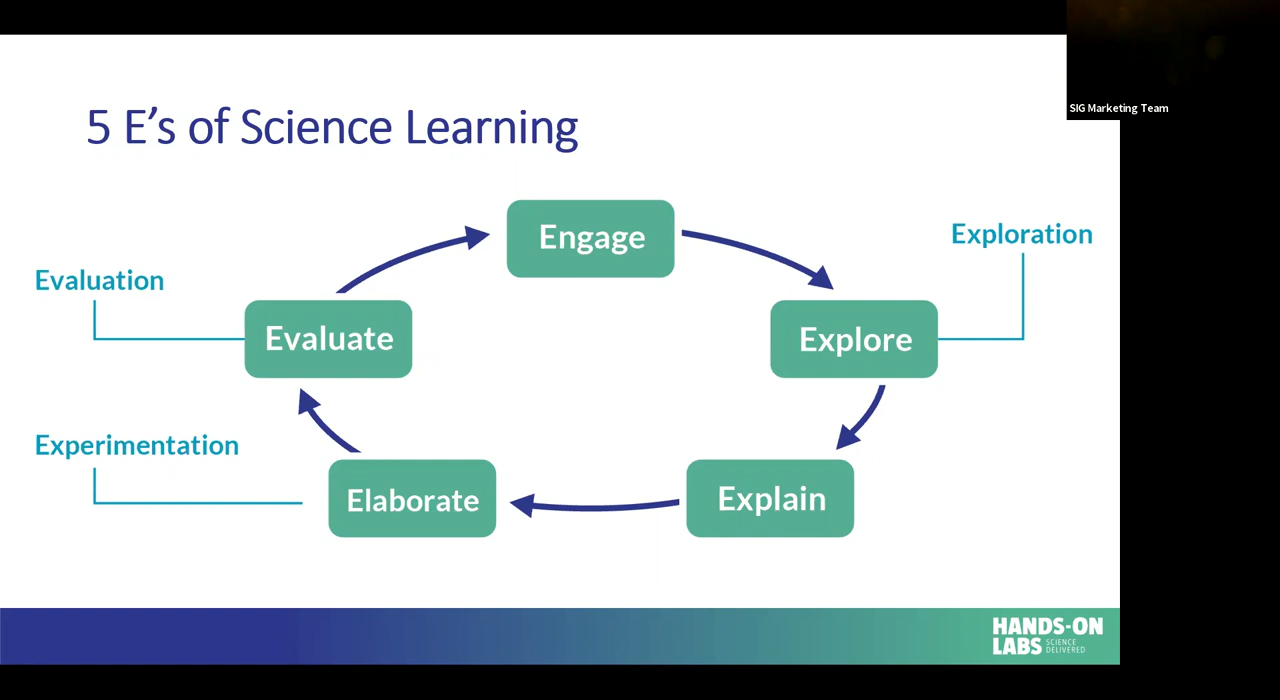 SIG Marketing Team
5 E’s of Science Learning
Engage
Exploration
Evaluation
Evaluate
Explore
Experimentation
Elaborate
Explain
HANDS-ON
LABS SCIENCE
DELIVERED